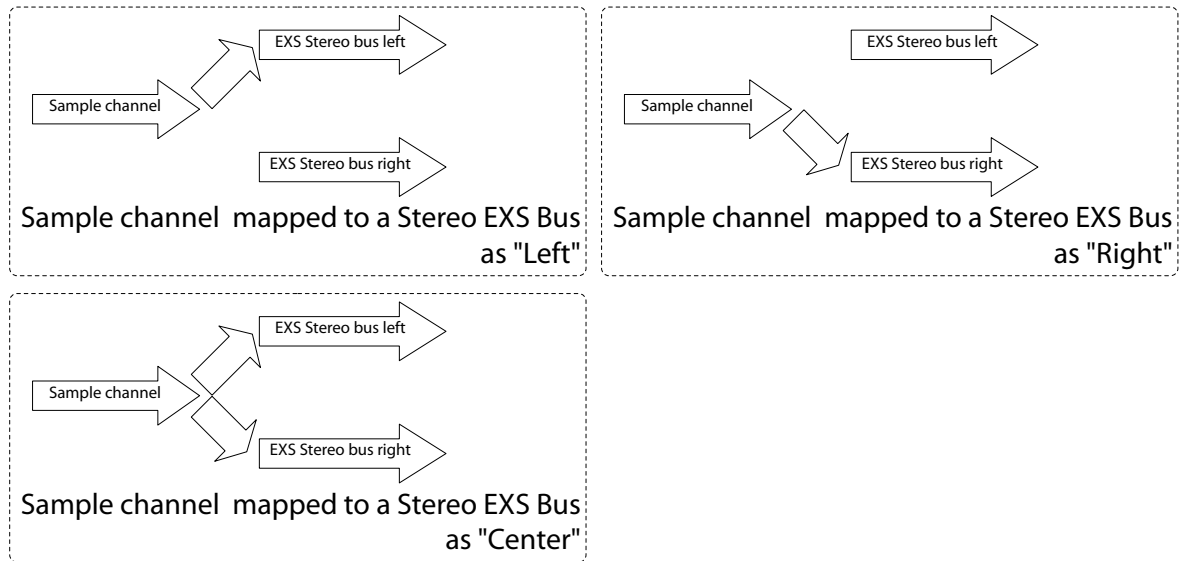 EXS Stereo bus left
Sample channel
EXS Stereo bus right
Sample channel mapped to a Stereo EXS Bus
as "Left"
EXS Stereo bus left
Sample channel
EXS Stereo bus right
Sample channel mapped to a Stereo EXS Bus
as "Right"
EXS Stereo bus left
Sample channel
EXS Stereo bus right
Sample channel mapped to a Stereo EXS Bus
as "Center"